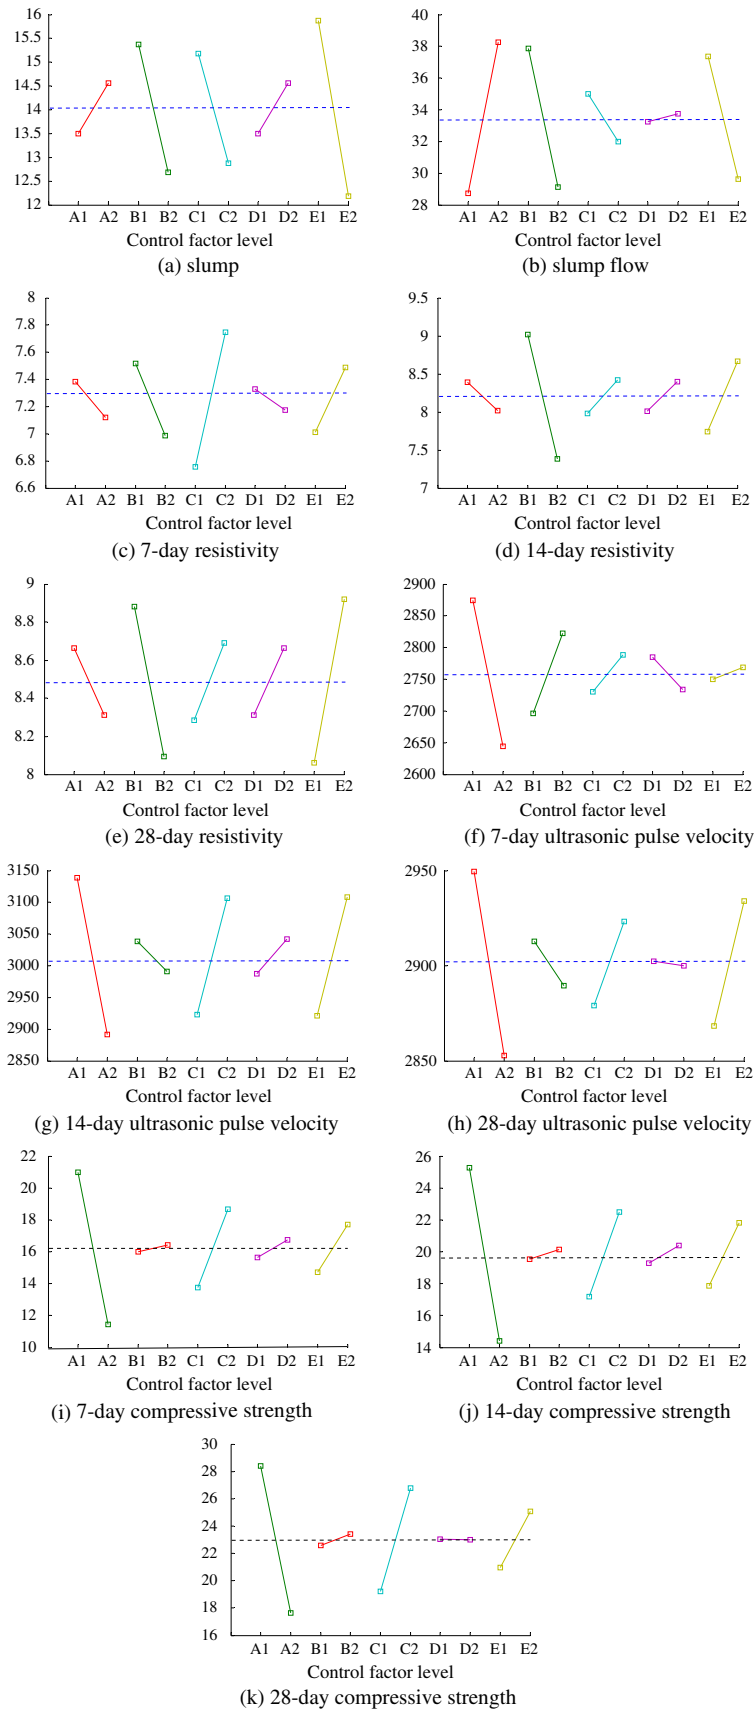 16
15.5
15
14.5
14
13.5
13
12.5
12
A1 A2 B1 B2 C1 C2 D1 D2 E1 E2
Control factor level
(a) slump
40
38
36
34
32
30
28
A1 A2 B1 B2 C1 C2 D1 D2 E1 E2
Control factor level
(b) slump flow
8
7.8
7.6
7.4
7.2
7
6.8
6.6
A1 A2 B1 B2 C1 C2 D1 D2 E1 E2
Control factor level
(c) 7-day resistivity
9.5
9
8.5
8
7.5
7
A1 A2 B1 B2 C1 C2 D1 D2 E1 E2
Control factor level
(d) 14-day resistivity
9
8.8
8.6
8.4
8.2
8
A1 A2 B1 B2 C1 C2 D1 D2 E1 E2
Control factor level
(e) 28-day resistivity
2900
2850
2800
2750
2700
2650
2600
A1 A2 B1 B2 C1 C2 D1 D2 E1 E2
Control factor level
(f) 7-day ultrasonic pulse velocity
3150
3100
3050
3000
2950
2900
2850
A1 A2 B1 B2 C1 C2 D1 D2 E1 E2
Control factor level
(g) 14-day ultrasonic pulse velocity
2950
2900
2850
A1 A2 B1 B2 C1 C2 D1 D2 E1 E2
Control factor level
(h) 28-day ultrasonic pulse velocity
22
20
18
16
14
12
10
A1 A2 B1 B2 C1 C2 D1 D2 E1 E2
Control factor level
(i) 7-day compressive strength
26
24
22
20
18
16
14
A1 A2 B1 B2 C1 C2 D1 D2 E1 E2
Control factor level
(j) 14-day compressive strength
30
28
26
24
22
20
18
16
A1 A2 B1 B2 C1 C2 D1 D2 E1 E2
Control factor level
(k) 28-day compressive strength